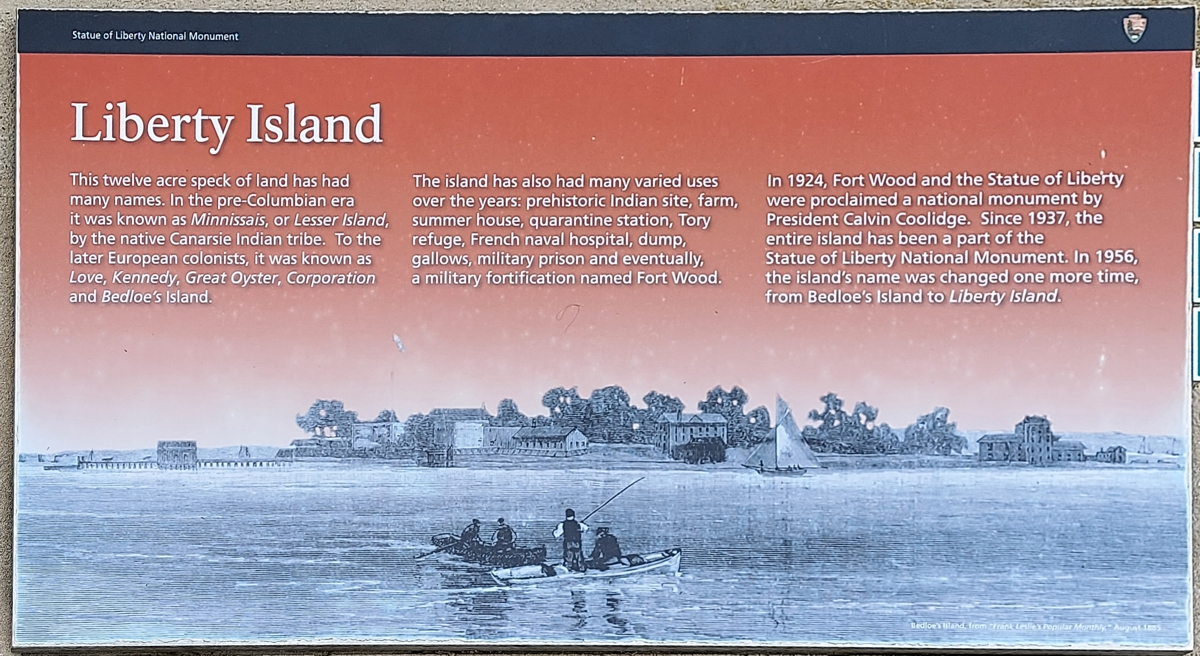 Statue of Liberty National Monument
Liberty Island
This twelve acre speck of land has had
many names. In the pre-Columbian era
it was known as Minnissais, or Lesser Island,
by the native Canarsie Indian tribe. To the
later European colonists, it was known as
Love, Kennedy, Great Oyster, Corporation
and Bedloe's Island.
The island has also had many varied uses
over the years: prehistoric Indian site, farm,
summer house, quarantine station, Tory
refuge, French naval hospital, dump,
gallows, military prison and eventually,
a military fortification named Fort Wood.
In 1924, Fort Wood and the Statue of Liberty
were proclaimed a national monument by
President Calvin Coolidge. Since 1937, the
entire island has been a part of the
Statue of Liberty National Monument. In 1956,
the island's name was changed one more time,
from Bedloe's Island to Liberty Island.
Bedloe's Island, from "Frank Leslie's Popular Monthly," August